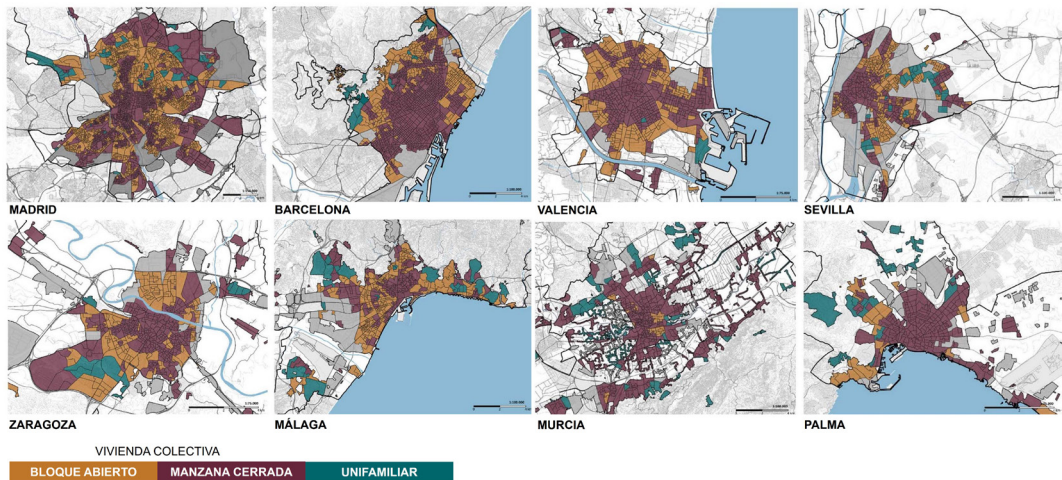 MADRID
BARCELONA
VALENCIA
SEVILLA
ZARAGOZA
MÁLAGA
MURCIA
PALMA
VIVIENDA COLECTIVA
BLOQUE ABIERTO
MANZANA CERRADA
UNIFAMILIAR